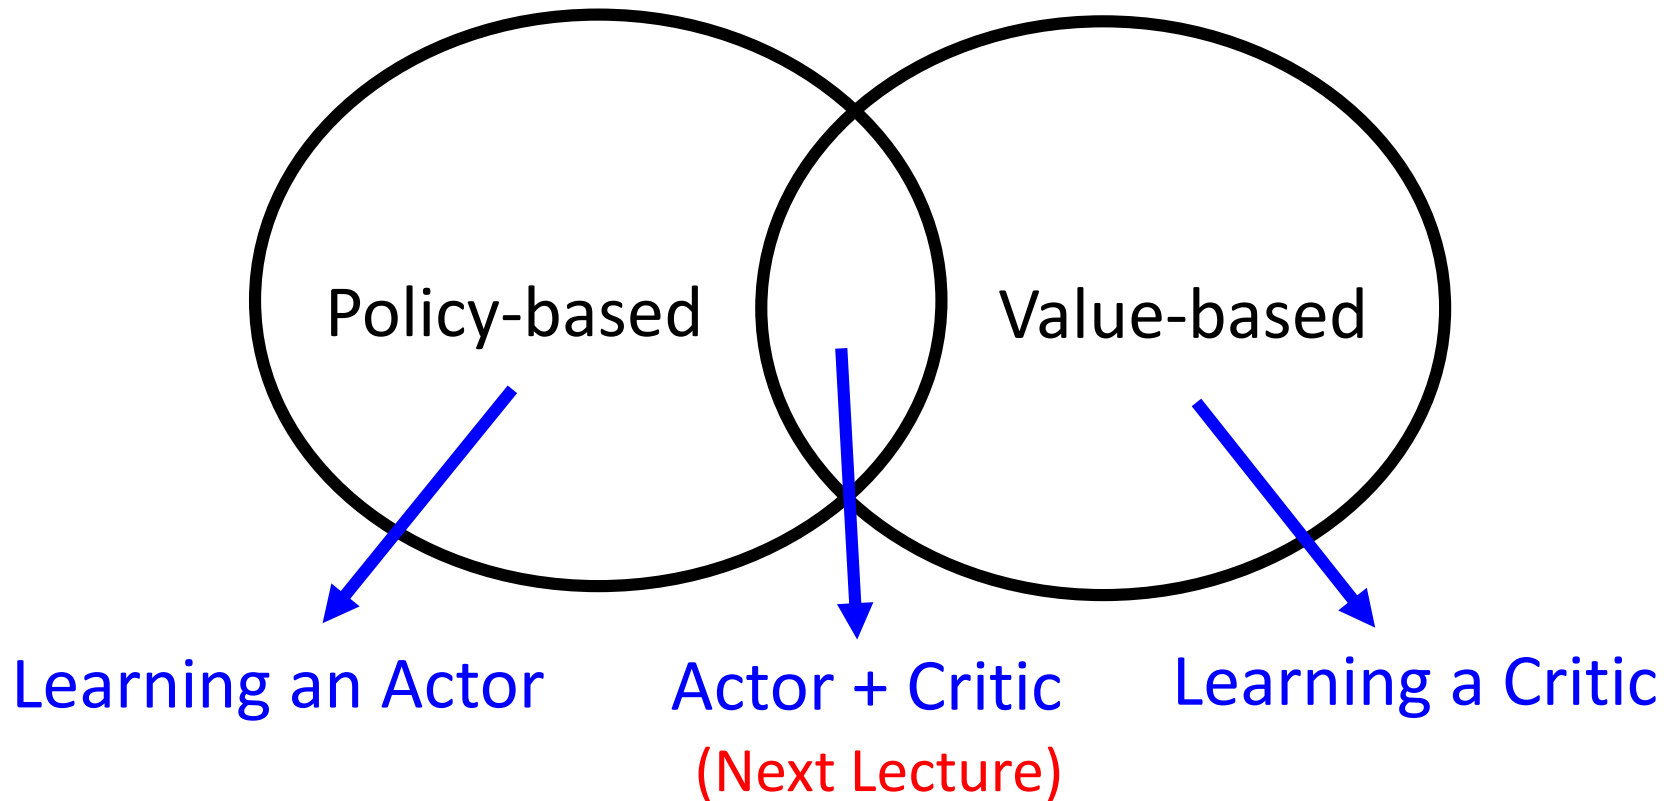 Policy-based
Value-based
Learning an Actor
Actor + Critic
Learning a Critic
(Next Lecture)